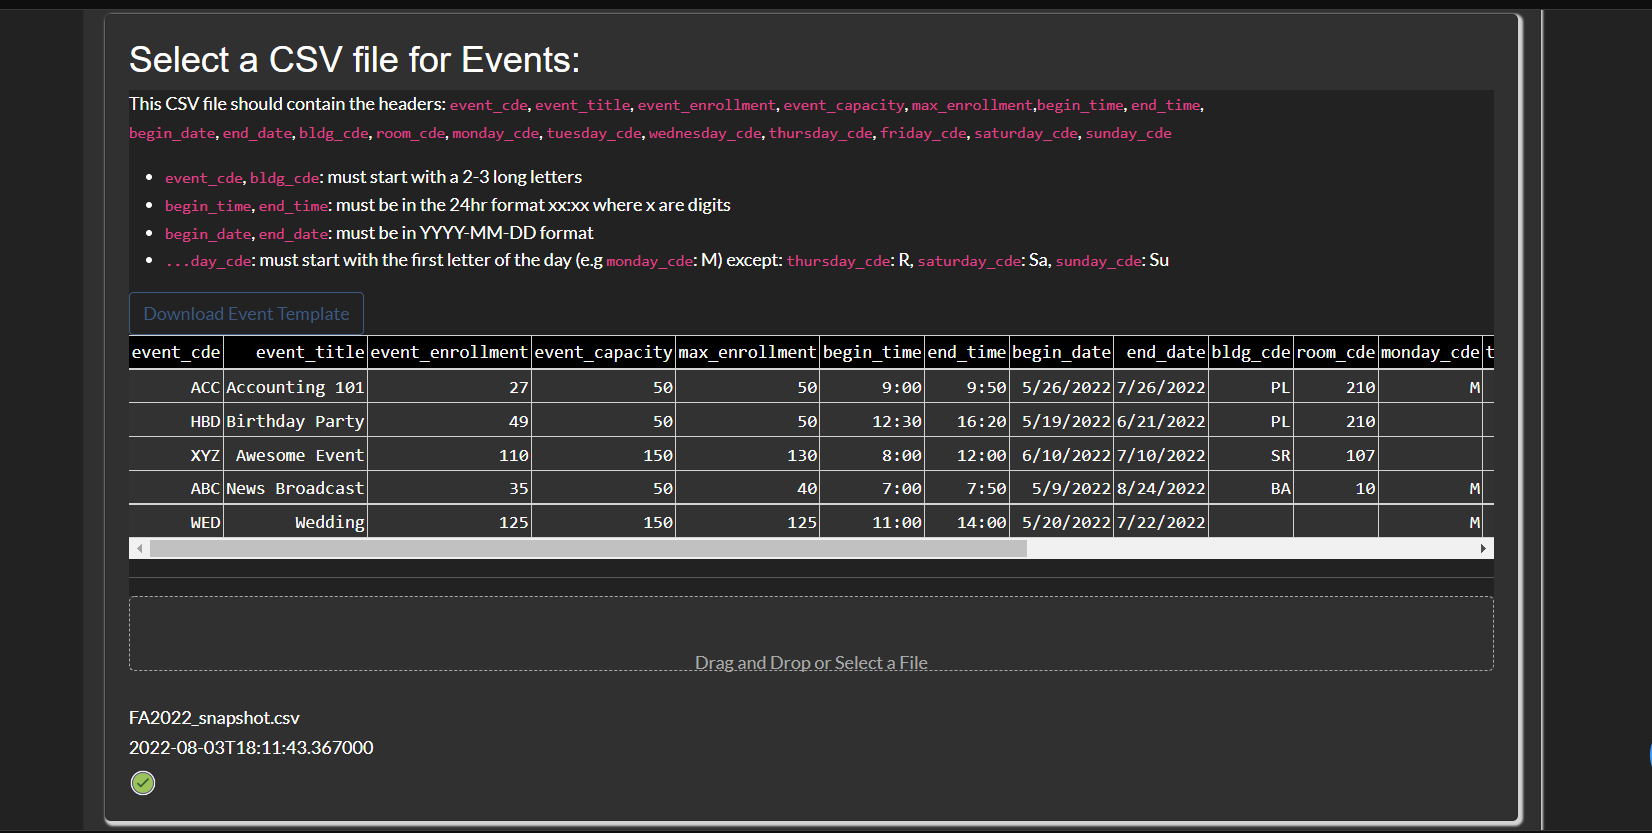 Select a CSV file for Events:
This CSV file should contain the headers: event_cde, event_title, event_enrollment, event_capacity, max_enrollment,begin_time, end_time,
begin_date, end_date, bldg_cde, room_cde, monday_cde, tuesday_cde, wednesday_cde, thursday_cde, friday_cde, saturday_cde, sunday_cde
• event_cde, bldg_cde: must start with a 2-3 long letters
• begin_time, end_time: must be in the 24hr format xx:xx where x are digits
• begin_date, end_date: must be in YYYY-MM-DD format
• ...day_cde: must start with the first letter of the day (e.g monday_cde: M) except: thursday_cde: R, saturday_cde: Sa, sunday_cde: Su
Download Event Template
event_cde event_title event_enrollment event_capacity max_enrollment begin_time end_time begin_date end_date bldg_cde room_cde monday_cde t
ACC Accounting 101 27 50 50 9:00 9:50 5/26/2022 7/26/2022 PL 210 M
HBD Birthday Party 49 50 50 12:30 16:20 5/19/2022 6/21/2022 PL 210
XYZ Awesome Event 110 150 130 8:00 12:00 6/10/2022 7/10/2022 SR 107
ABC News Broadcast 35 50 40 7:00 7:50 5/9/2022 8/24/2022 BA 10 M
WED Wedding 125 150 125 11:00 14:00 5/20/2022 7/22/2022 M
Drag and Drop or Select a File
FA2022_snapshot.csv
2022-08-03T18:11:43.367000